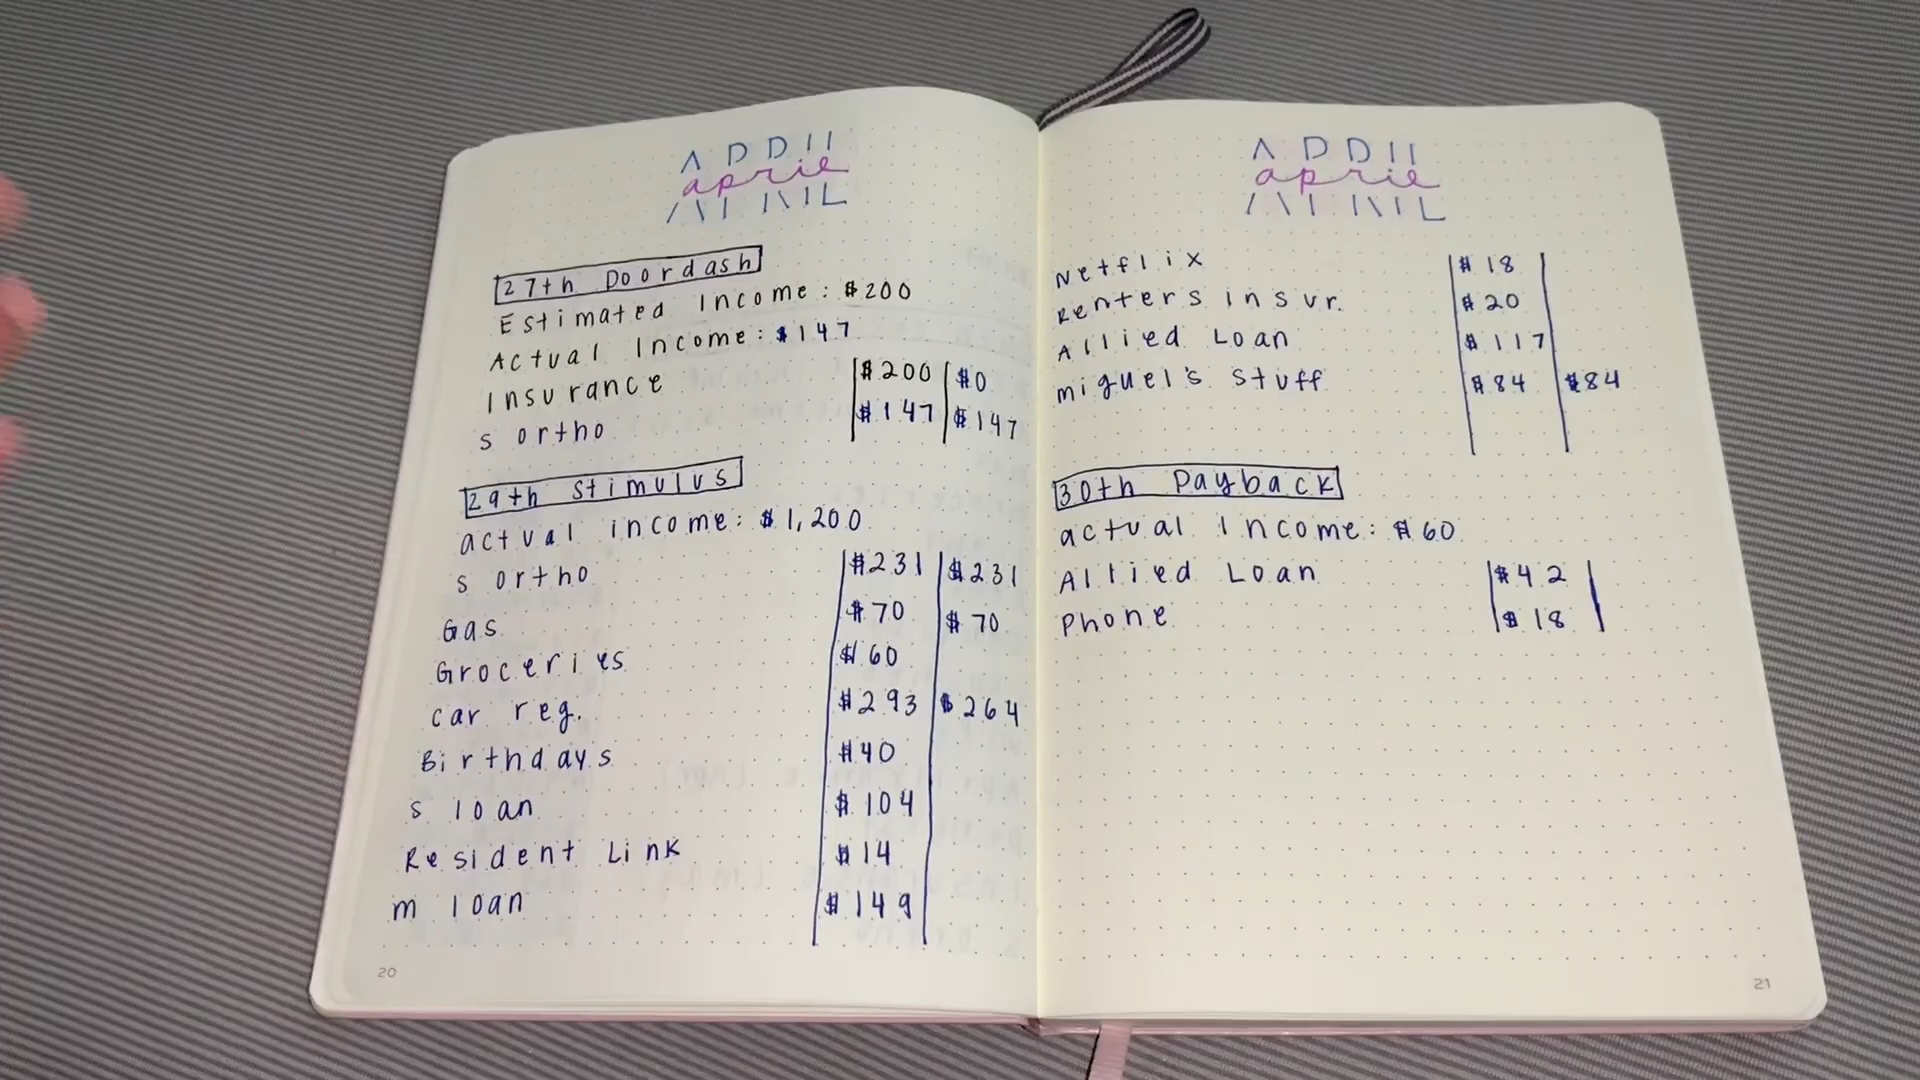 APRIL
april
27th Doordash
Estimated Income: $200
Actual Income: $147
Insurance $200 $0
S ortho $147 $147
29th Stimulus
actual income: $1,200
S ortho $231 $231
Gas $70 $70
Groceries $60
car reg. $293 $264
Birthdays $40
S loan $104
Resident Link $14
m loan $149
20
APRIL
april
Netflix $18
Renters insur. $20
Allied Loan $117
miguel's stuff $84 $84
30th Payback
actual Income: $60
Allied Loan $42
Phone $18
21